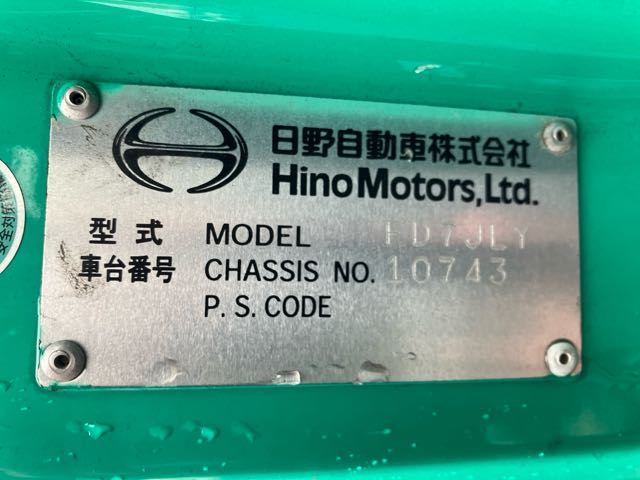 日野自動車株式会社
Hino Motors, Ltd.
型式 MODEL FD7JLY
車台番号 CHASSIS NO. 10743
P. S. CODE